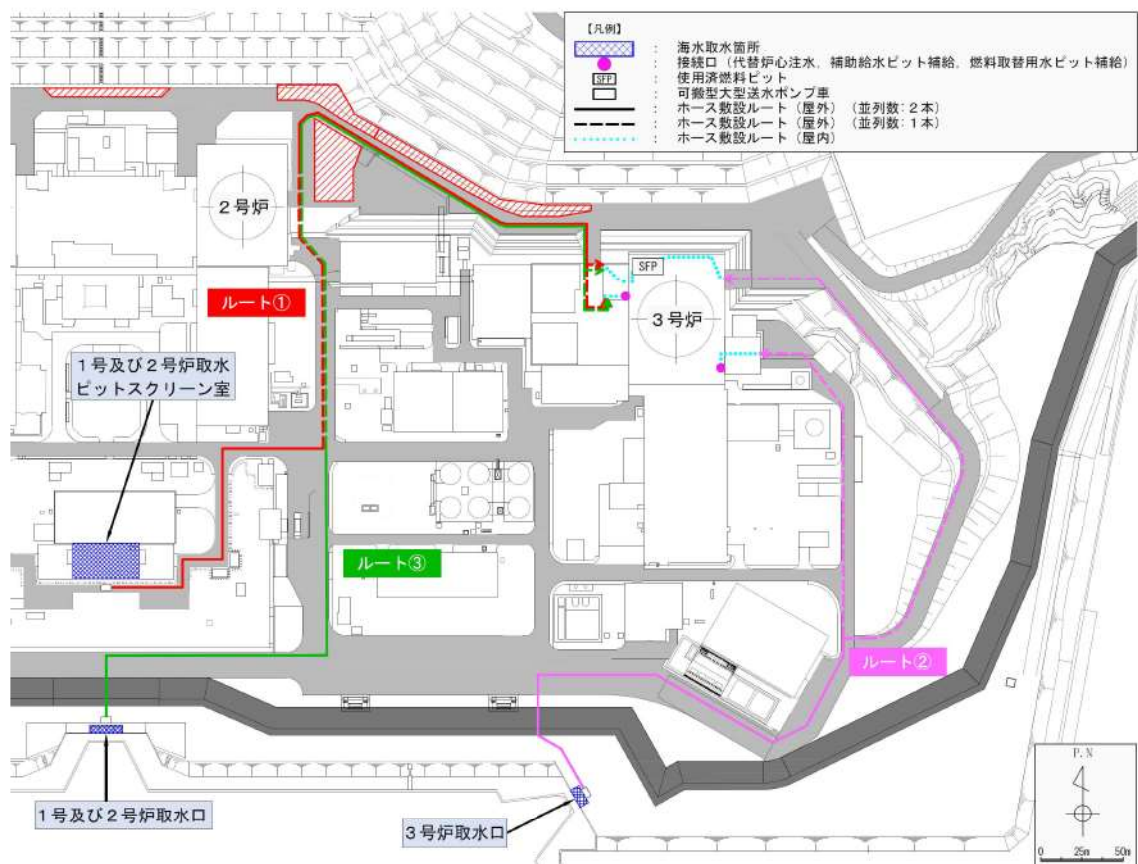 【凡例】
： 海水取水箇所
： 接続口（代替炉心注水，補助給水ピット補給，燃料取替用水ピット補給）
SFP ： 使用済燃料ピット
： 可搬型大型送水ポンプ車
： ホース敷設ルート（屋外）（並列数：２本）
： ホース敷設ルート（屋外）（並列数：１本）
： ホース敷設ルート（屋内）
２号炉
SFP
３号炉
ルート①
１号及び２号炉取水
ピットスクリーン室
ルート③
ルート②
１号及び２号炉取水口
３号炉取水口
P.N
0 25m 50m